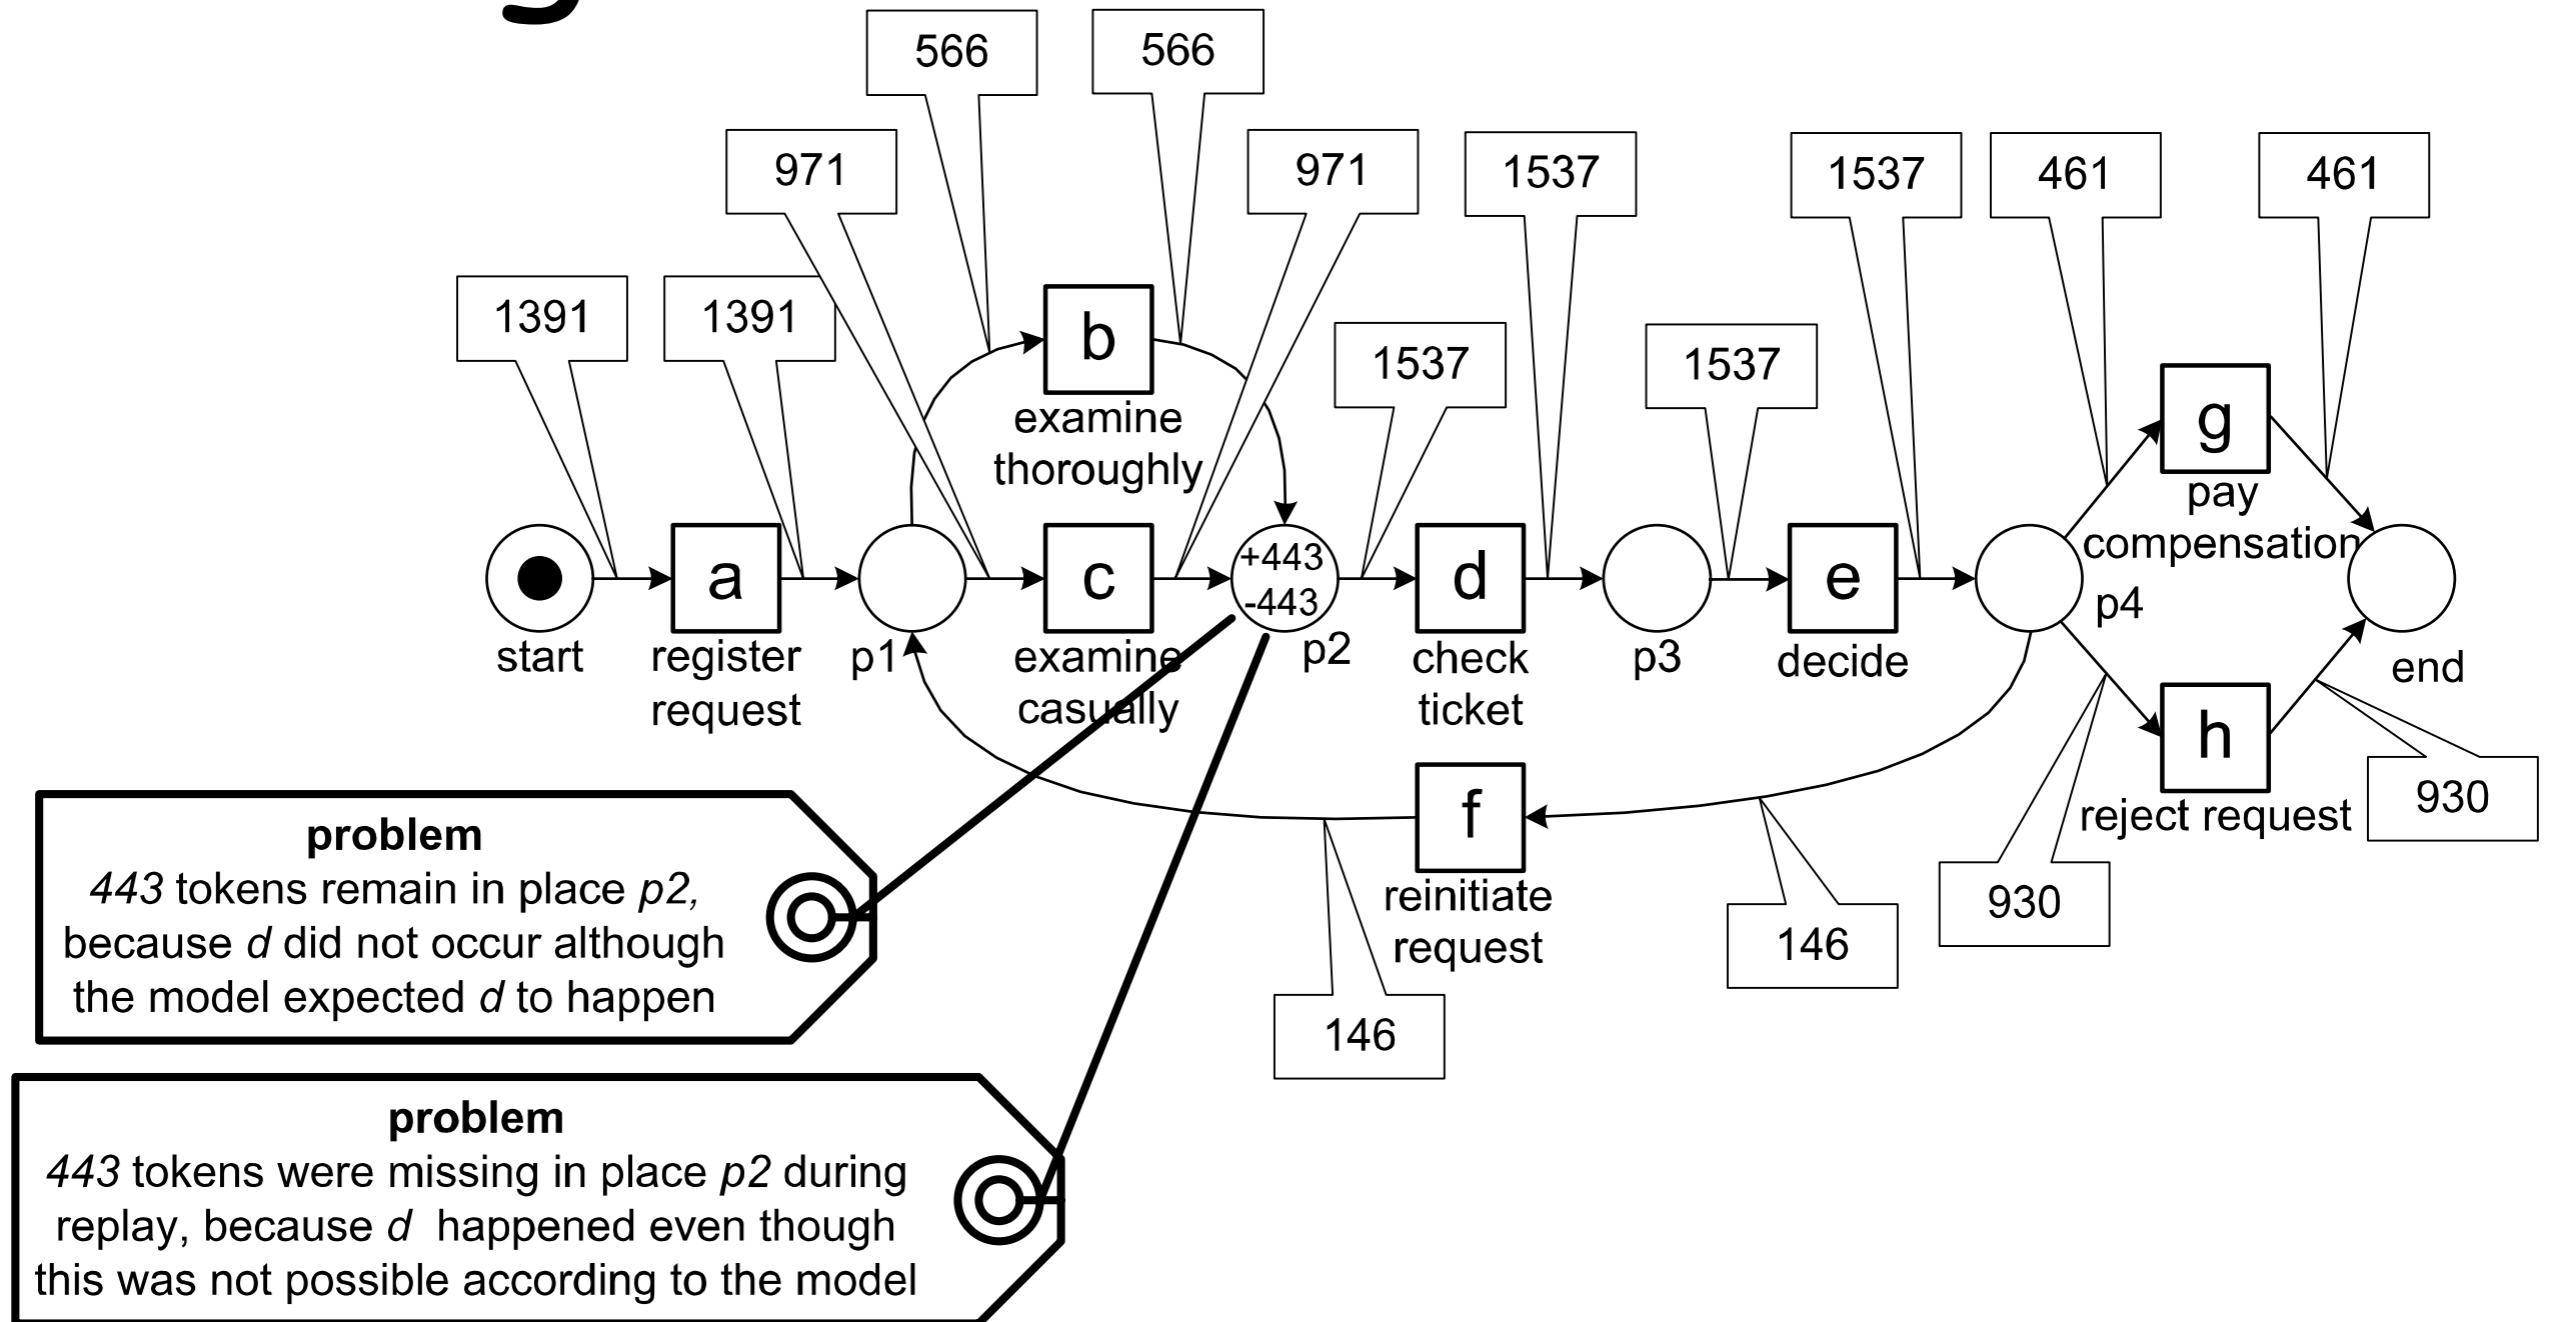 566
566
971
971
1537
1537
461
461
1391
1391
1537
1537
b
examine
thoroughly
g
pay
compensation
a
c
+443
-443
d
e
start
register
request
p1
examine
casually
p2
check
ticket
p3
decide
p4
end
h
reject request
930
930
f
reinitiate
request
146
146
problem
443 tokens remain in place p2,
because d did not occur although
the model expected d to happen
problem
443 tokens were missing in place p2 during
replay, because d happened even though
this was not possible according to the model